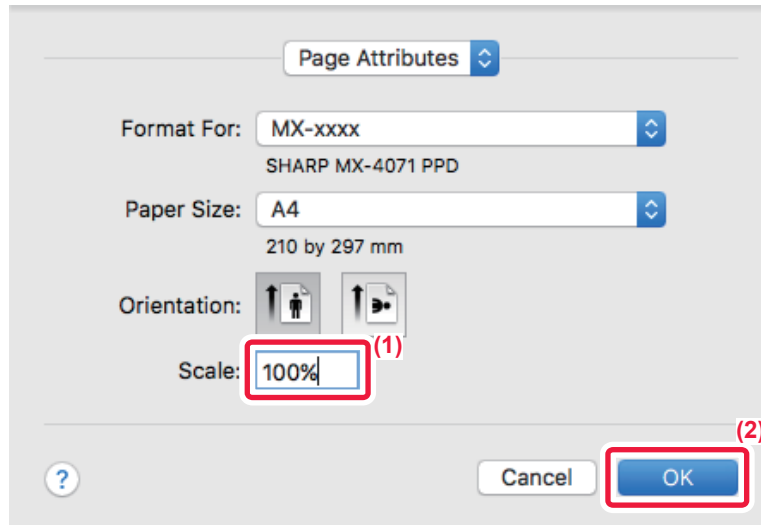 Page Attributes
Format For: MX-xxxx
SHARP MX-4071 PPD
Paper Size: A4
210 by 297 mm
Orientation:
(1)
Scale: 100%
(2)
? Cancel OK